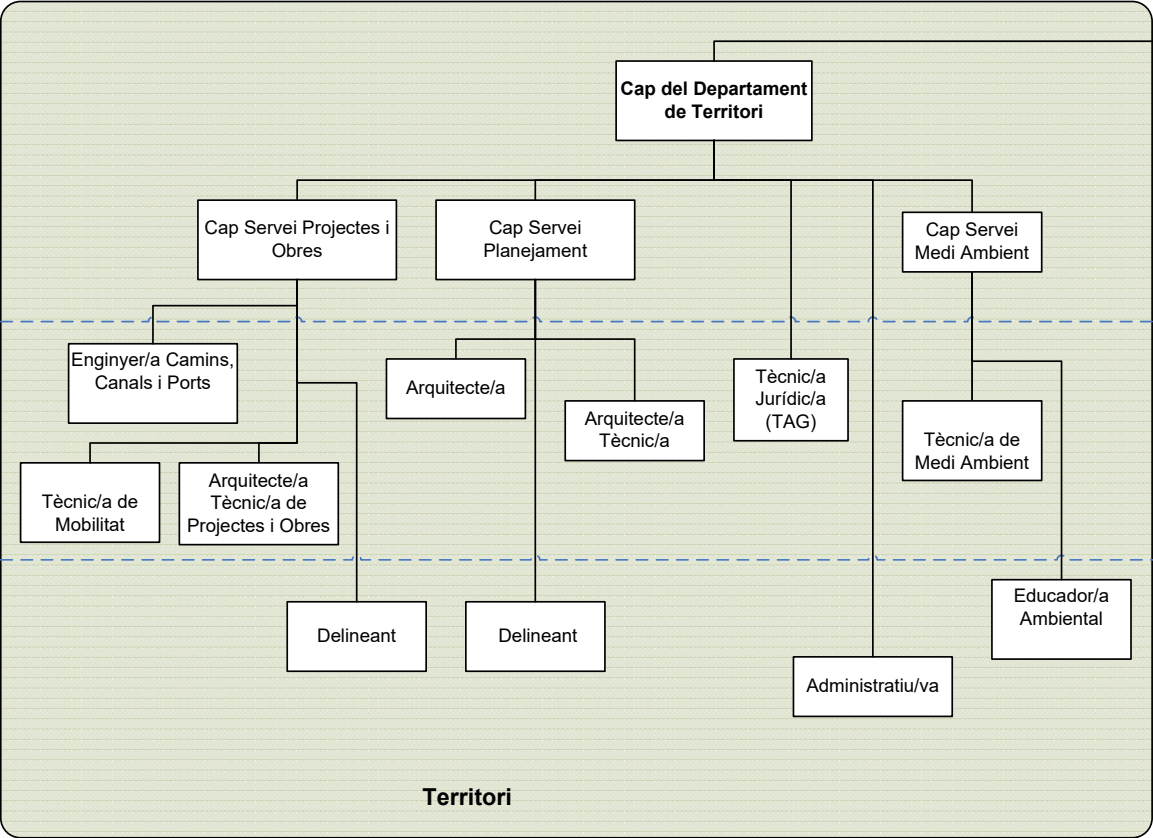 Cap del Departament
de Territori
Cap Servei Projectes i
Obres
Cap Servei
Planejament
Cap Servei
Medi Ambient
Enginyer/a Camins,
Canals i Ports
Arquitecte/a
Arquitecte/a
Tècnic/a
Tècnic/a
Jurídic/a
(TAG)
Tècnic/a de
Medi Ambient
Tècnic/a de
Mobilitat
Arquitecte/a
Tècnic/a de
Projectes i Obres
Delineant
Delineant
Educador/a
Ambiental
Administratiu/va
Territori